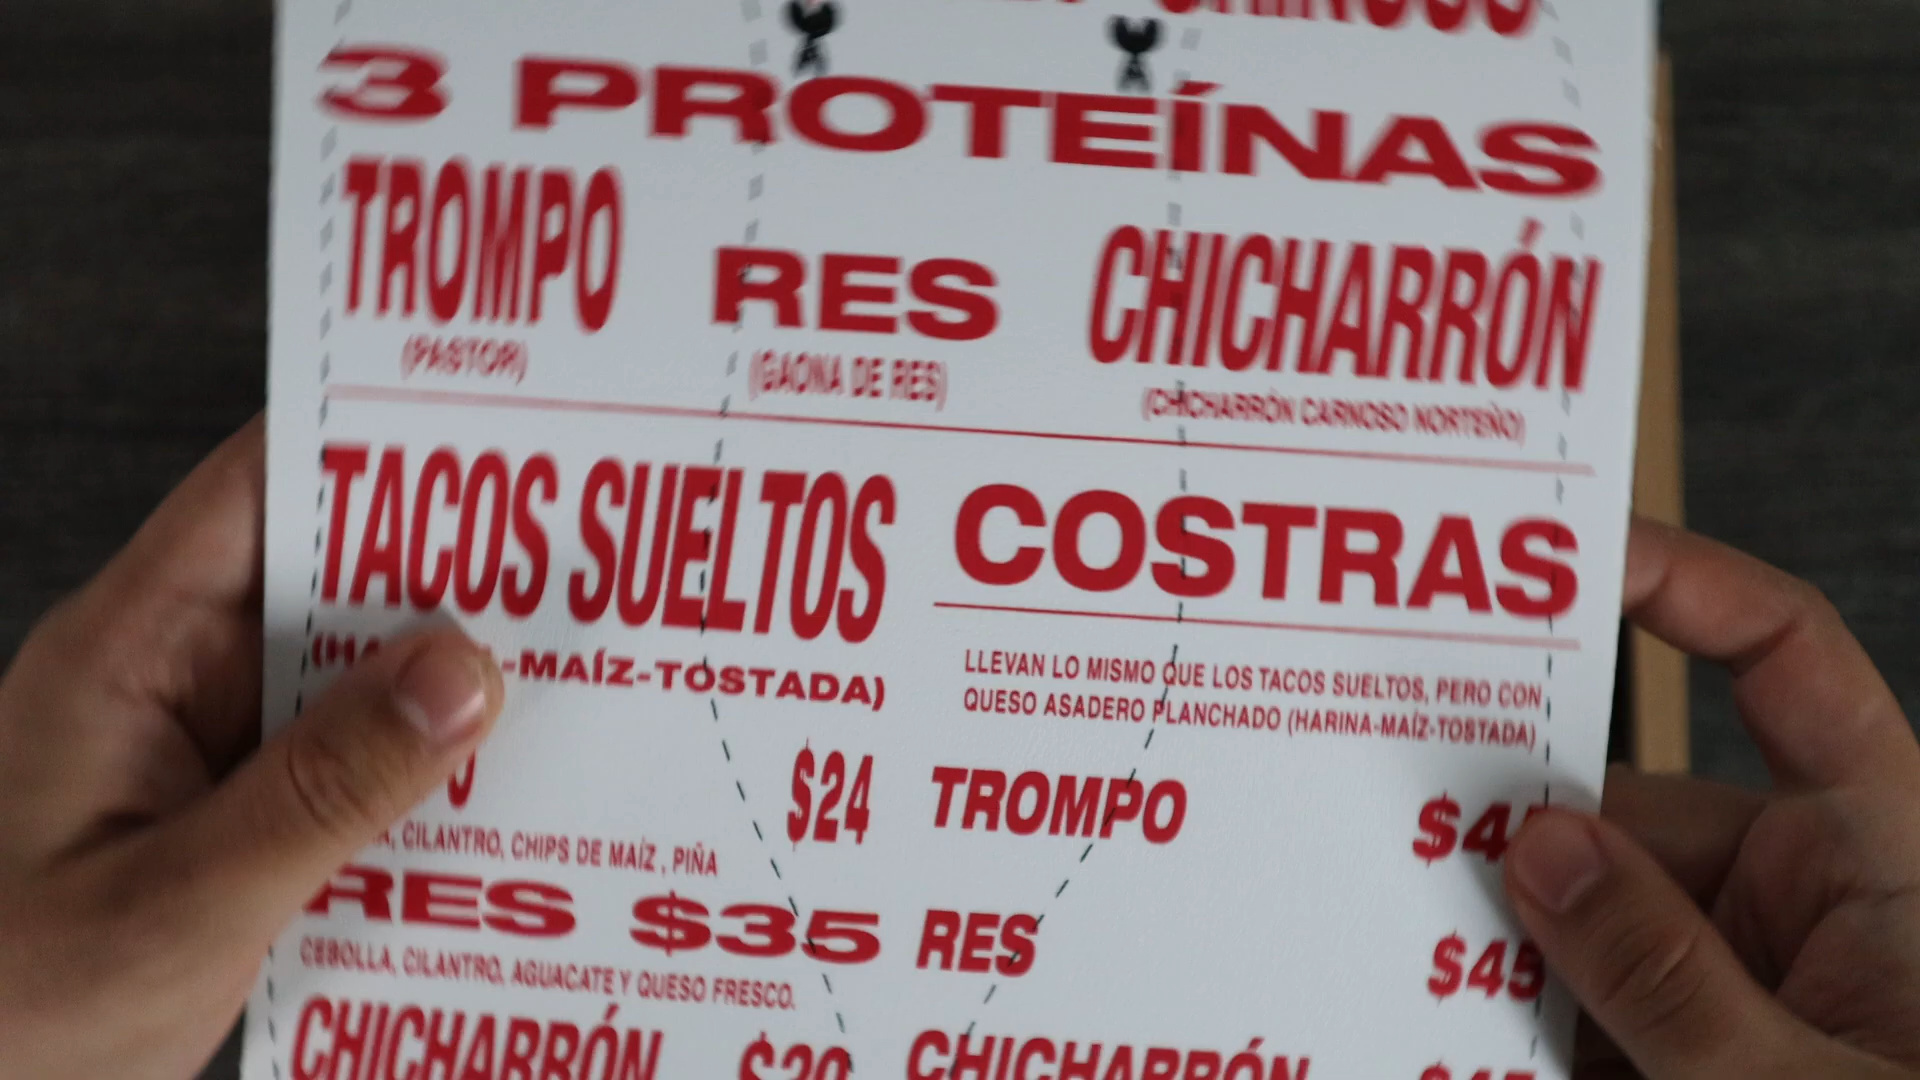 3 PROTEÍNAS
TROMPO
(PASTOR)
RES
(GAONA DE RES)
CHICHARRÓN
(CHICHARRÓN CARNOSO NORTEÑO)
TACOS SUELTOS
-MAÍZ-TOSTADA)
$24
CILANTRO, CHIPS DE MAÍZ, PIÑA
RES $35
CEBOLLA, CILANTRO, AGUACATE Y QUESO FRESCO.
CHICHARRÓN
COSTRAS
LLEVAN LO MISMO QUE LOS TACOS SUELTOS, PERO CON
QUESO ASADERO PLANCHADO (HARINA-MAÍZ-TOSTADA)
TROMPO
RES $45
CHICHARRÓN